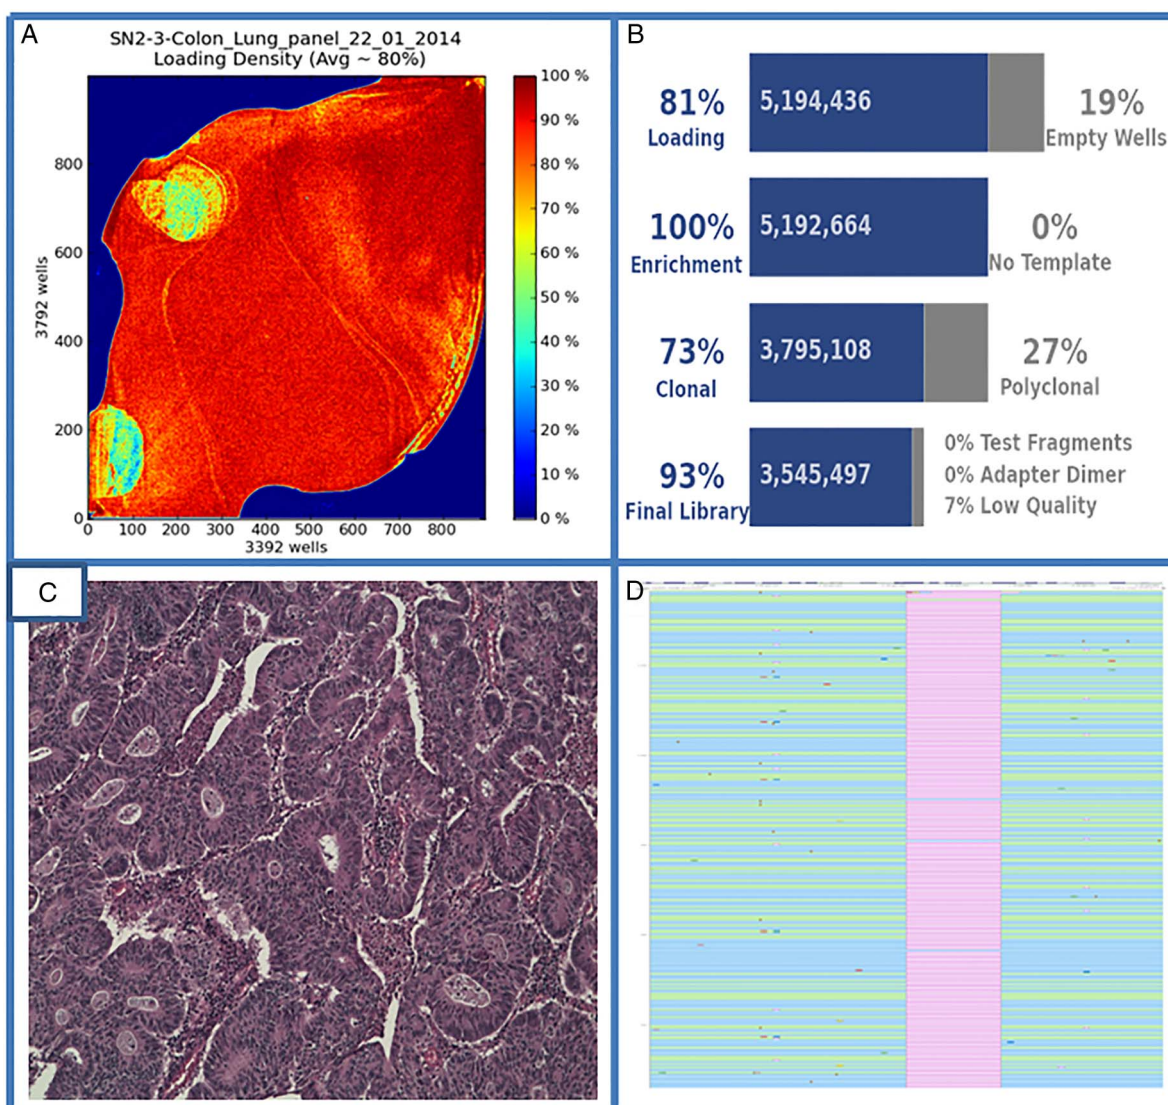 A
SN2-3-Colon_Lung_panel_22_01_2014
Loading Density (Avg ~ 80%)
3792 wells
800
600
400
200
0
0 100 200 300 400 500 600 700 800
3392 wells
100 %
90 %
80 %
70 %
60 %
50 %
40 %
30 %
20 %
10 %
0 %
B
81%
Loading
5,194,436
19%
Empty Wells
100%
Enrichment
5,192,664
0%
No Template
73%
Clonal
3,795,108
27%
Polyclonal
93%
Final Library
3,545,497
0% Test Fragments
0% Adapter Dimer
7% Low Quality
C
D